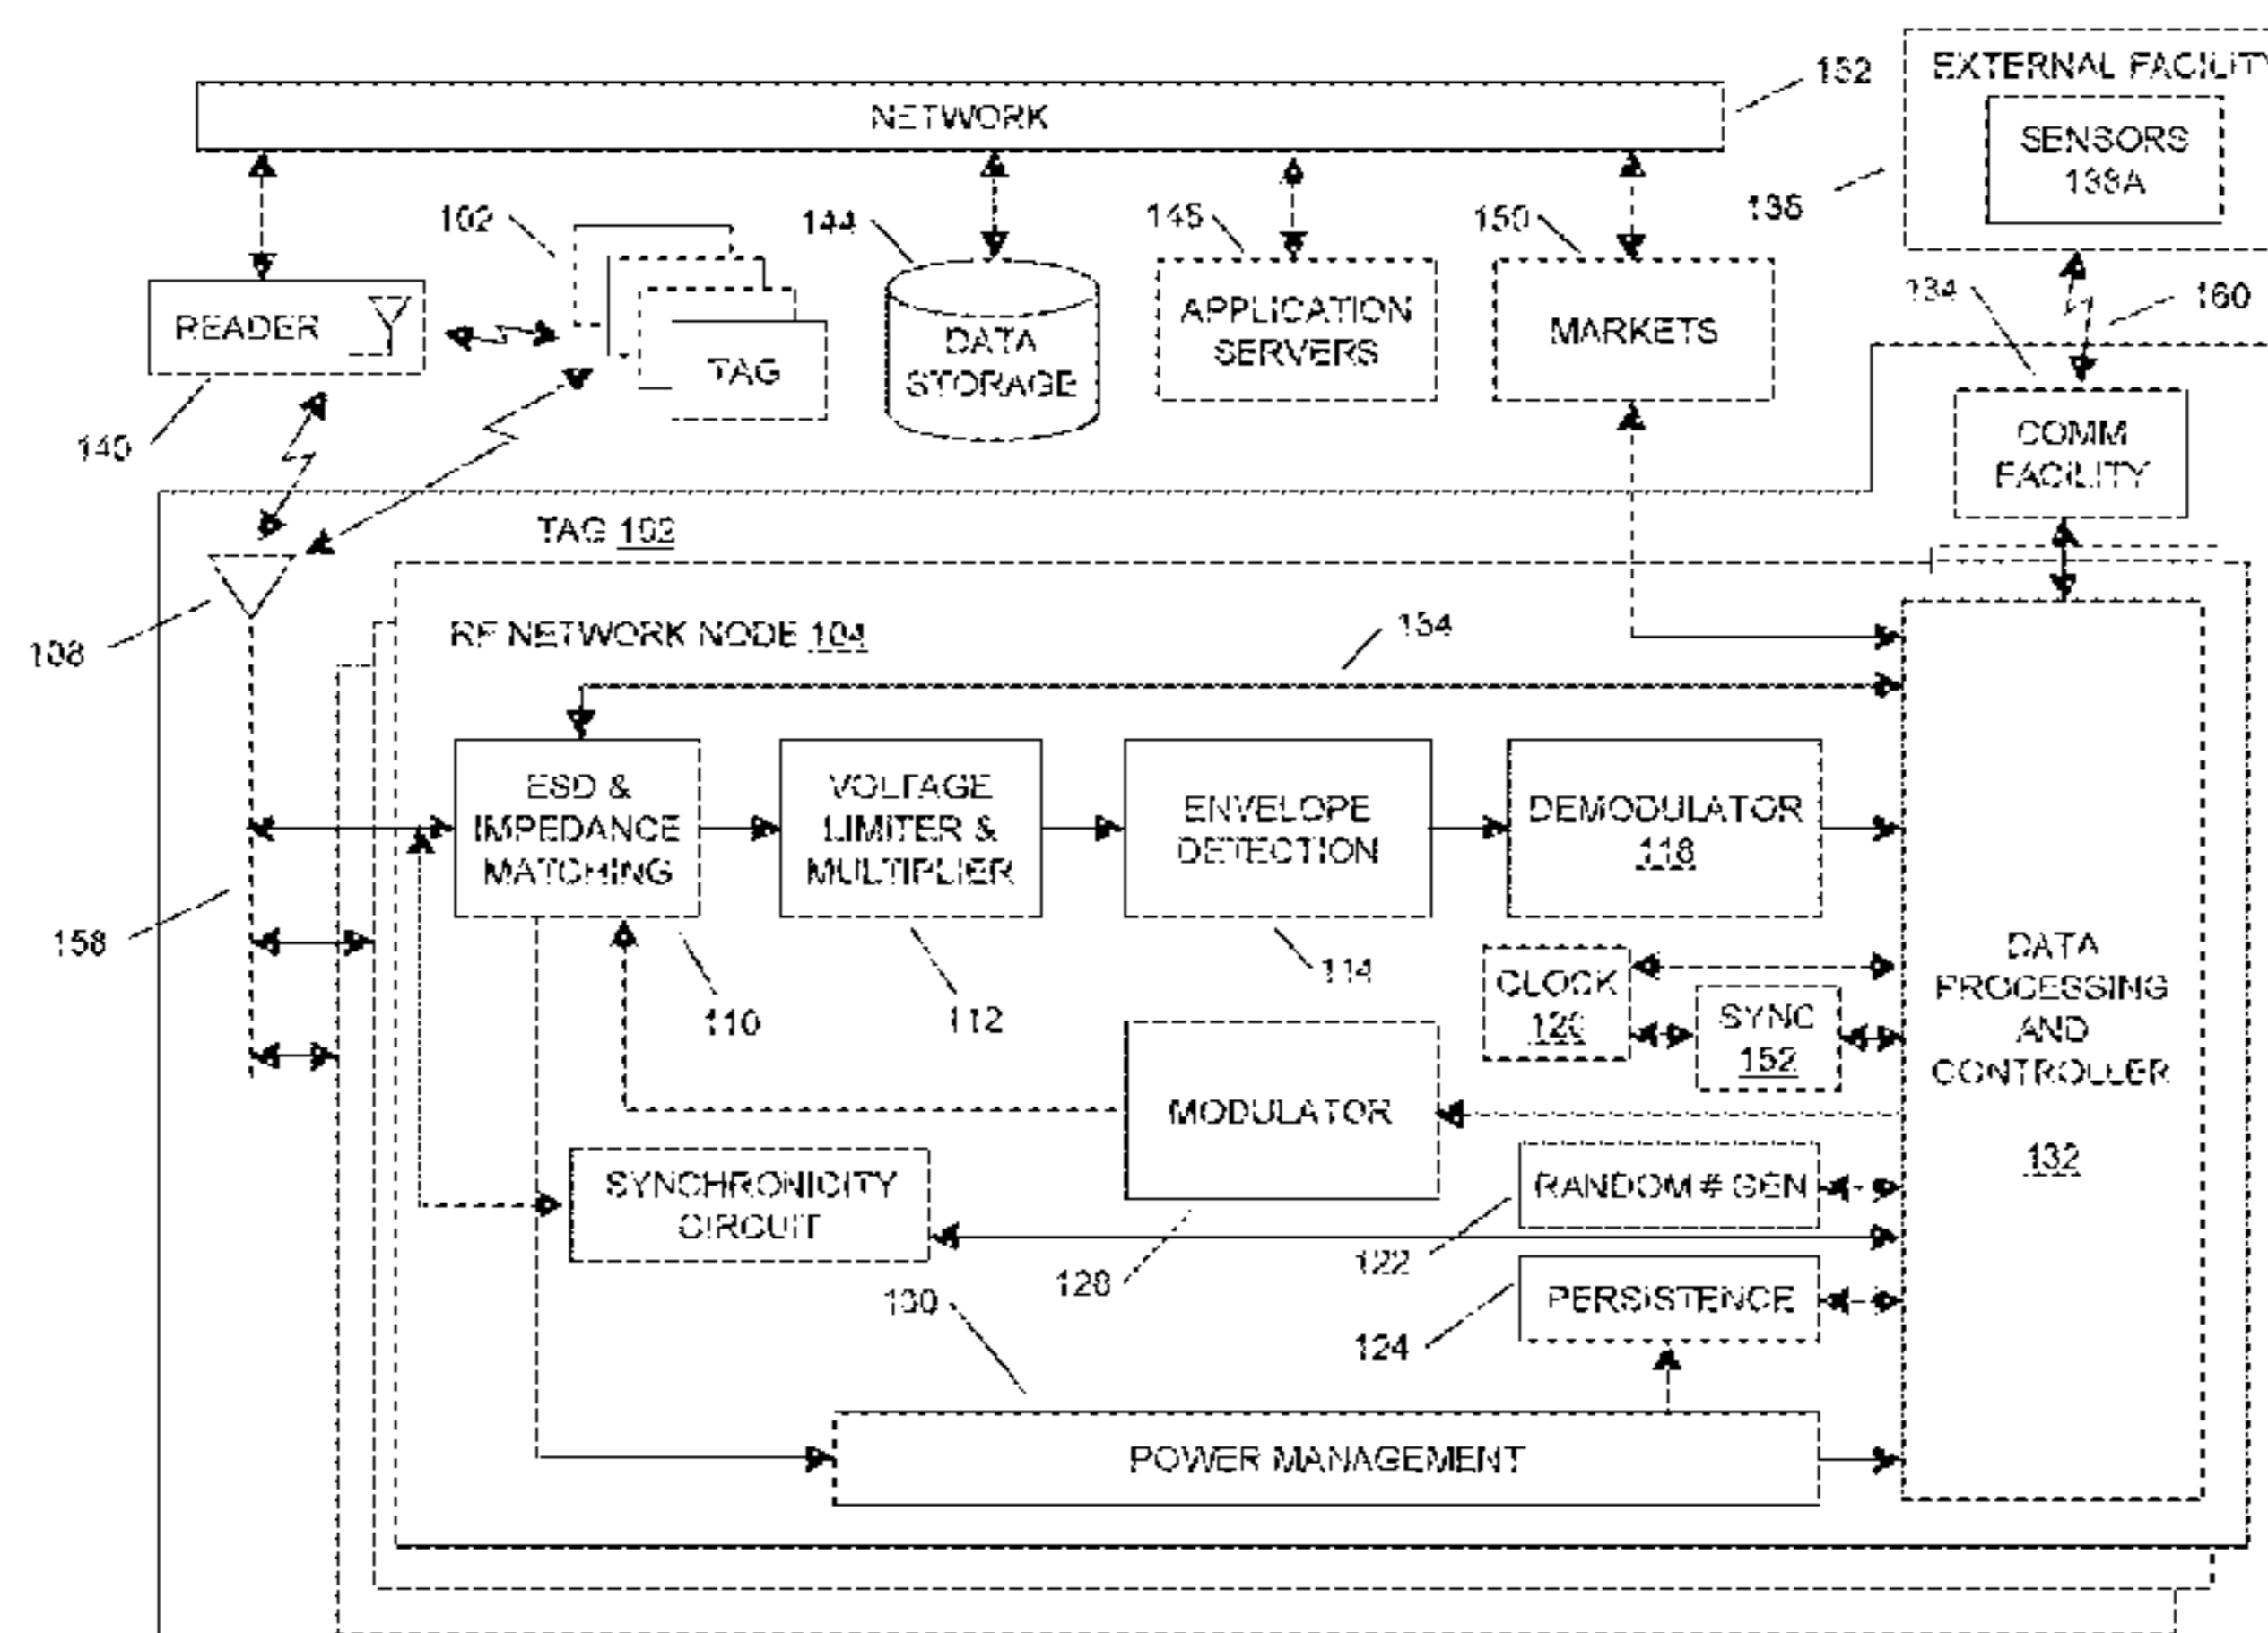 NETWORK
152
EXTERNAL FACILITY
SENSORS
138A
138
102
144
148
150
134
160
READER
TAG
DATA
STORAGE
APPLICATION
SERVERS
MARKETS
140
COMM
FACILITY
TAG 102
108
RF NETWORK NODE 104
154
ESD &
IMPEDANCE
MATCHING
VOLTAGE
LIMITER &
MULTIPLIER
ENVELOPE
DETECTION
DEMODULATOR
118
158
110
112
114
CLOCK
120
SYNC
152
DATA
PROCESSING
AND
CONTROLLER
132
MODULATOR
SYNCHRONICITY
CIRCUIT
RANDOM # GEN
128
122
130
PERSISTENCE
124
POWER MANAGEMENT